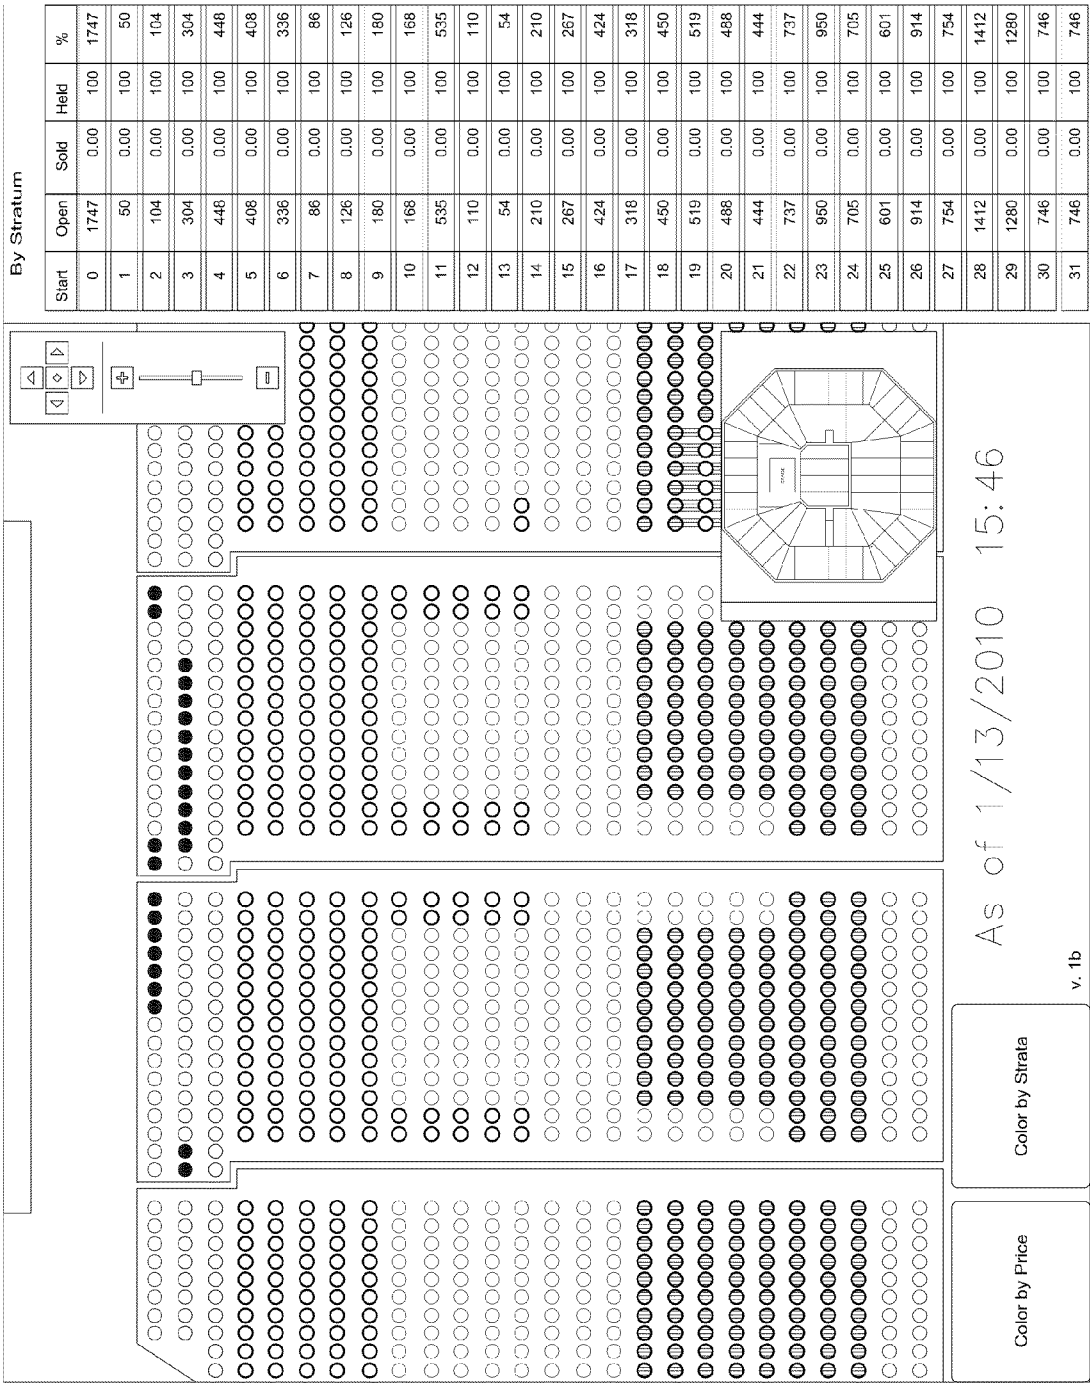 By Stratum
Start Open Sold Held %
0 1747 0.00 100 1747
1 50 0.00 100 50
2 104 0.00 100 104
3 304 0.00 100 304
4 448 0.00 100 448
5 408 0.00 100 408
6 336 0.00 100 336
7 86 0.00 100 86
8 126 0.00 100 126
9 180 0.00 100 180
10 168 0.00 100 168
11 535 0.00 100 535
12 110 0.00 100 110
13 54 0.00 100 54
14 210 0.00 100 210
15 267 0.00 100 267
16 424 0.00 100 424
17 318 0.00 100 318
18 450 0.00 100 450
19 519 0.00 100 519
20 488 0.00 100 488
21 444 0.00 100 444
22 737 0.00 100 737
23 950 0.00 100 950
24 705 0.00 100 705
25 601 0.00 100 601
26 914 0.00 100 914
27 754 0.00 100 754
28 1412 0.00 100 1412
29 1280 0.00 100 1280
30 746 0.00 100 746
31 746 0.00 100 746
As of 1/13/2010 15:46
Color by Price
Color by Strata
v. 1b